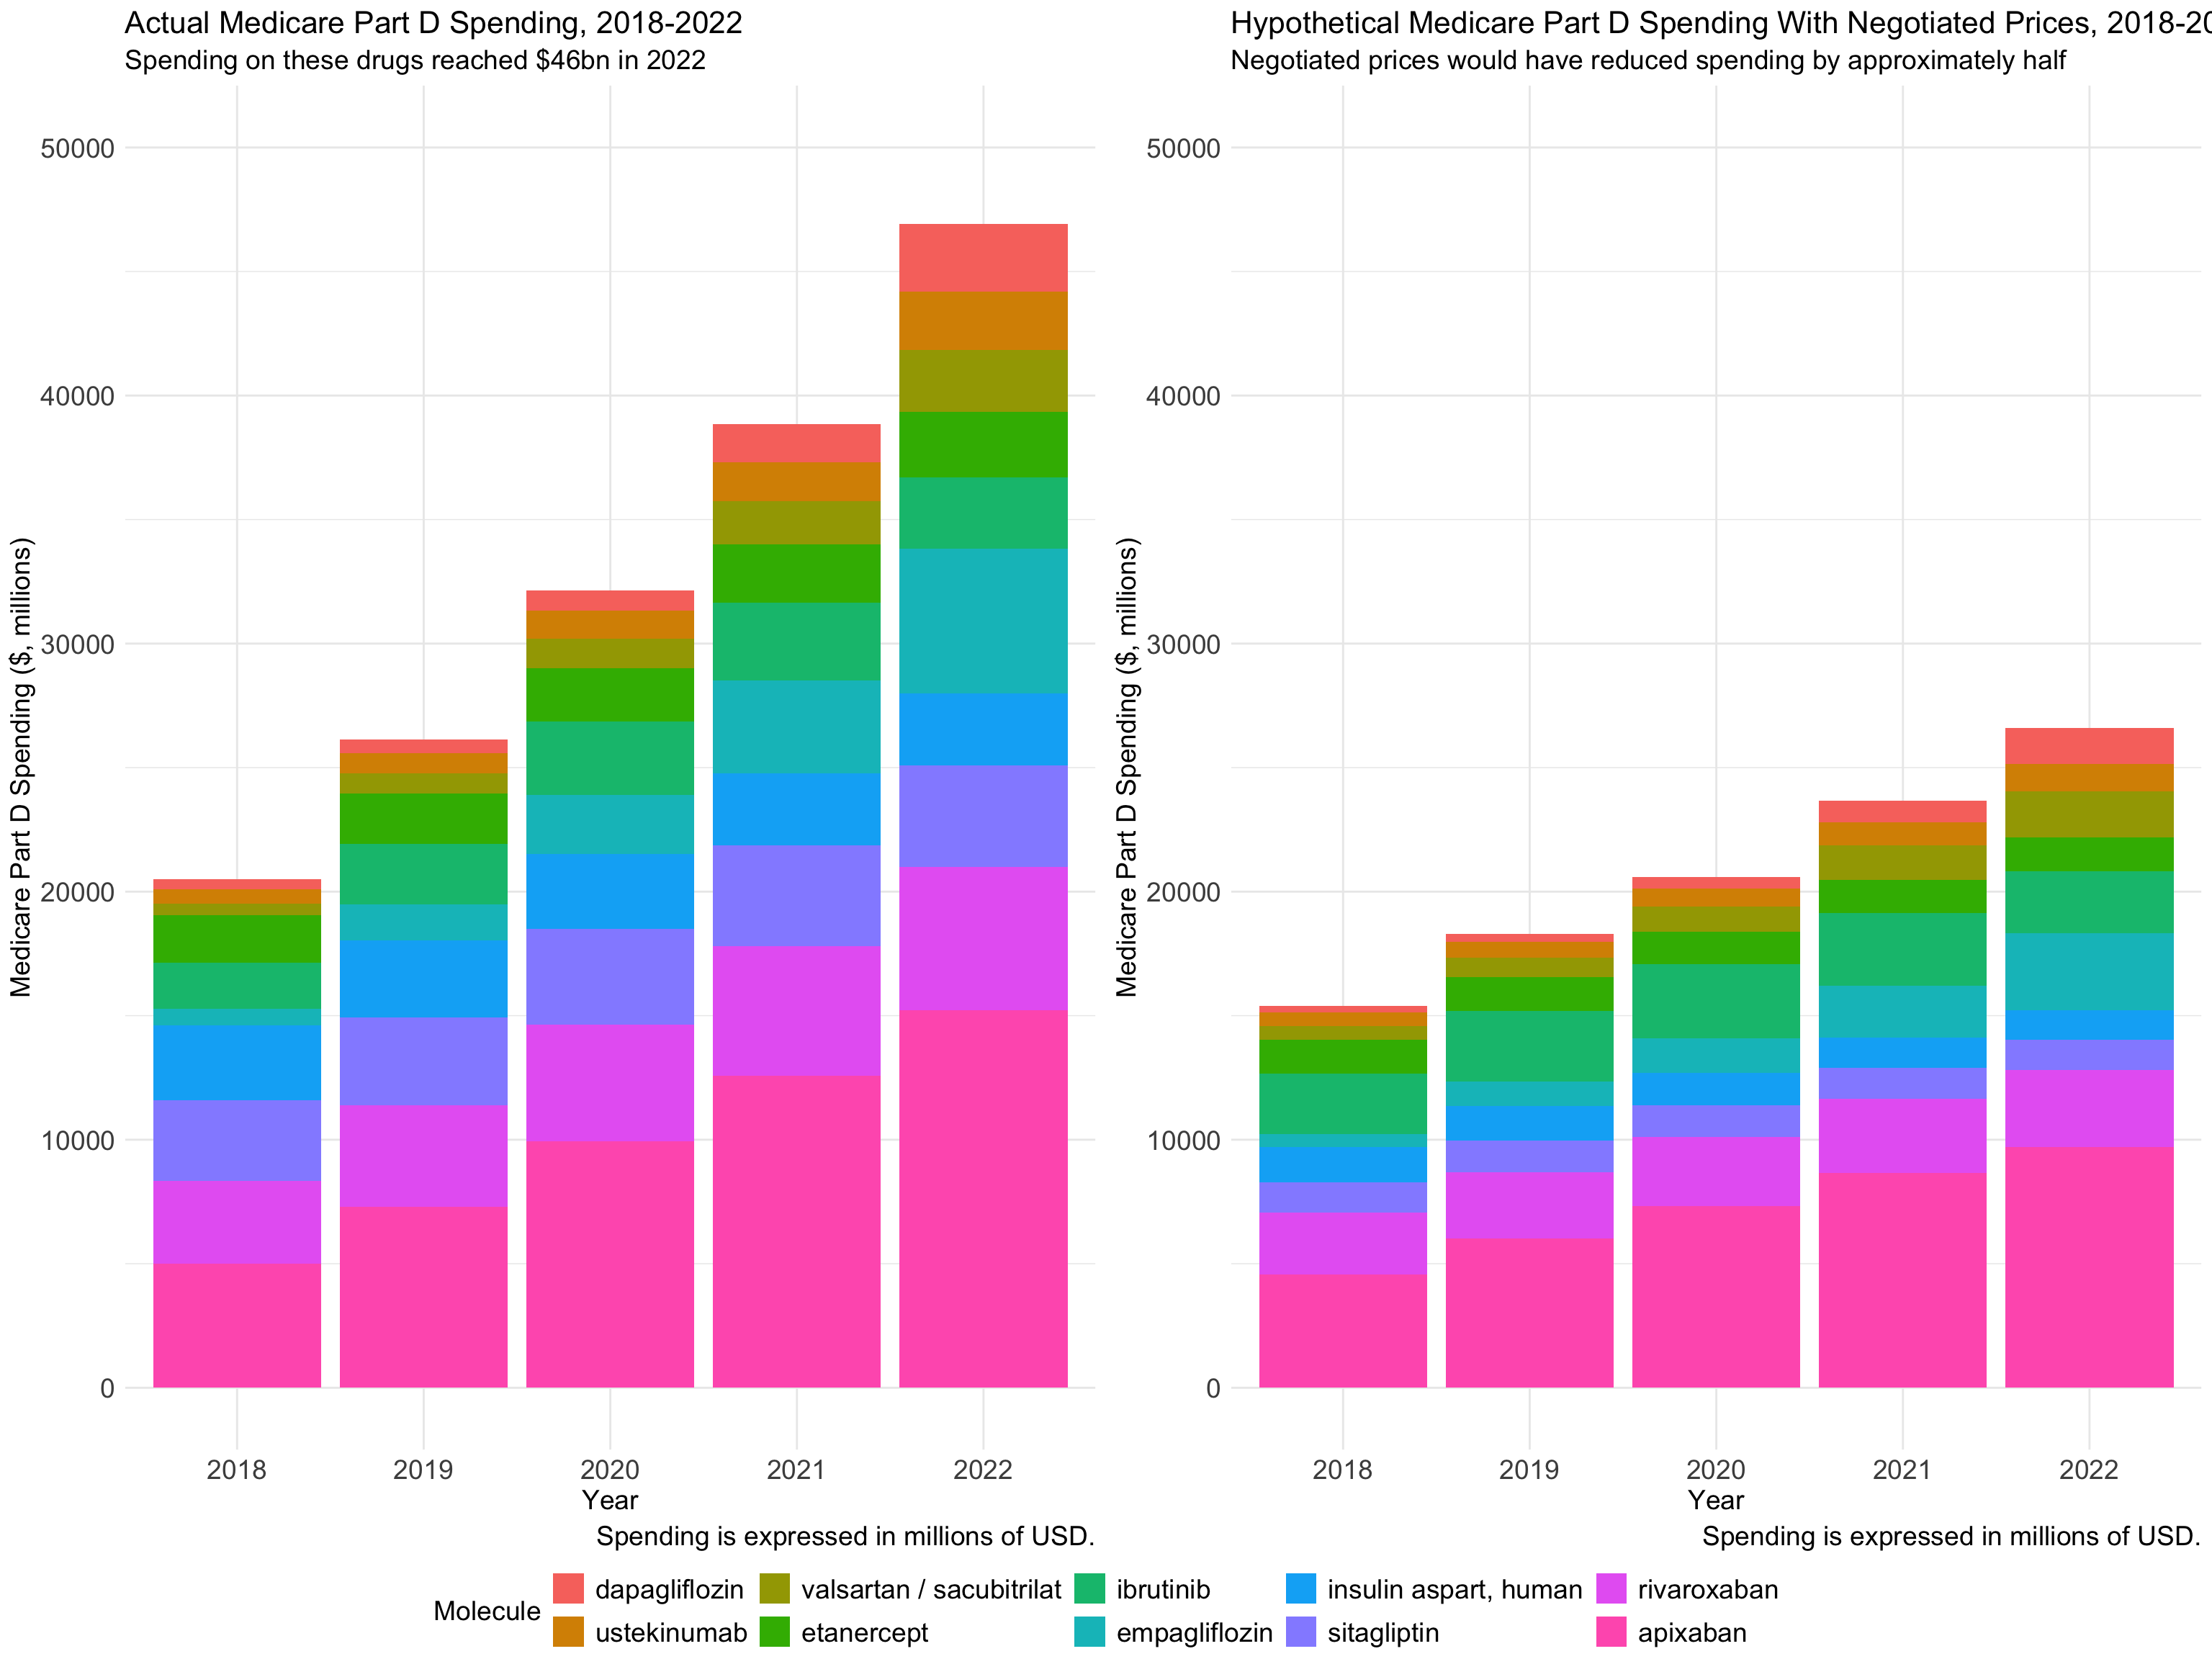 Actual Medicare Part D Spending, 2018-2022
Spending on these drugs reached $46bn in 2022
Medicare Part D Spending ($, millions)
50000
40000
30000
20000
10000
0
2018 2019 2020 2021 2022
Year
Spending is expressed in millions of USD.
Hypothetical Medicare Part D Spending With Negotiated Prices, 2018-20
Negotiated prices would have reduced spending by approximately half
Medicare Part D Spending ($, millions)
50000
40000
30000
20000
10000
0
2018 2019 2020 2021 2022
Year
Spending is expressed in millions of USD.
Molecule
dapagliflozin valsartan / sacubitrilat ibrutinib insulin aspart, human rivaroxaban
ustekinumab etanercept empagliflozin sitagliptin apixaban